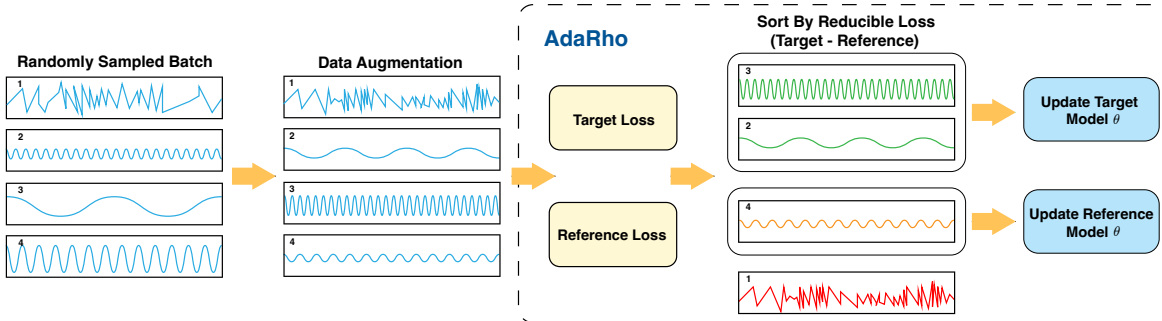 Randomly Sampled Batch
1
2
3
4
Data Augmentation
1
2
3
4
AdaRho
Target Loss
Reference Loss
Sort By Reducible Loss
(Target - Reference)
3
2
4
1
Update Target
Model θ
Update Reference
Model θ